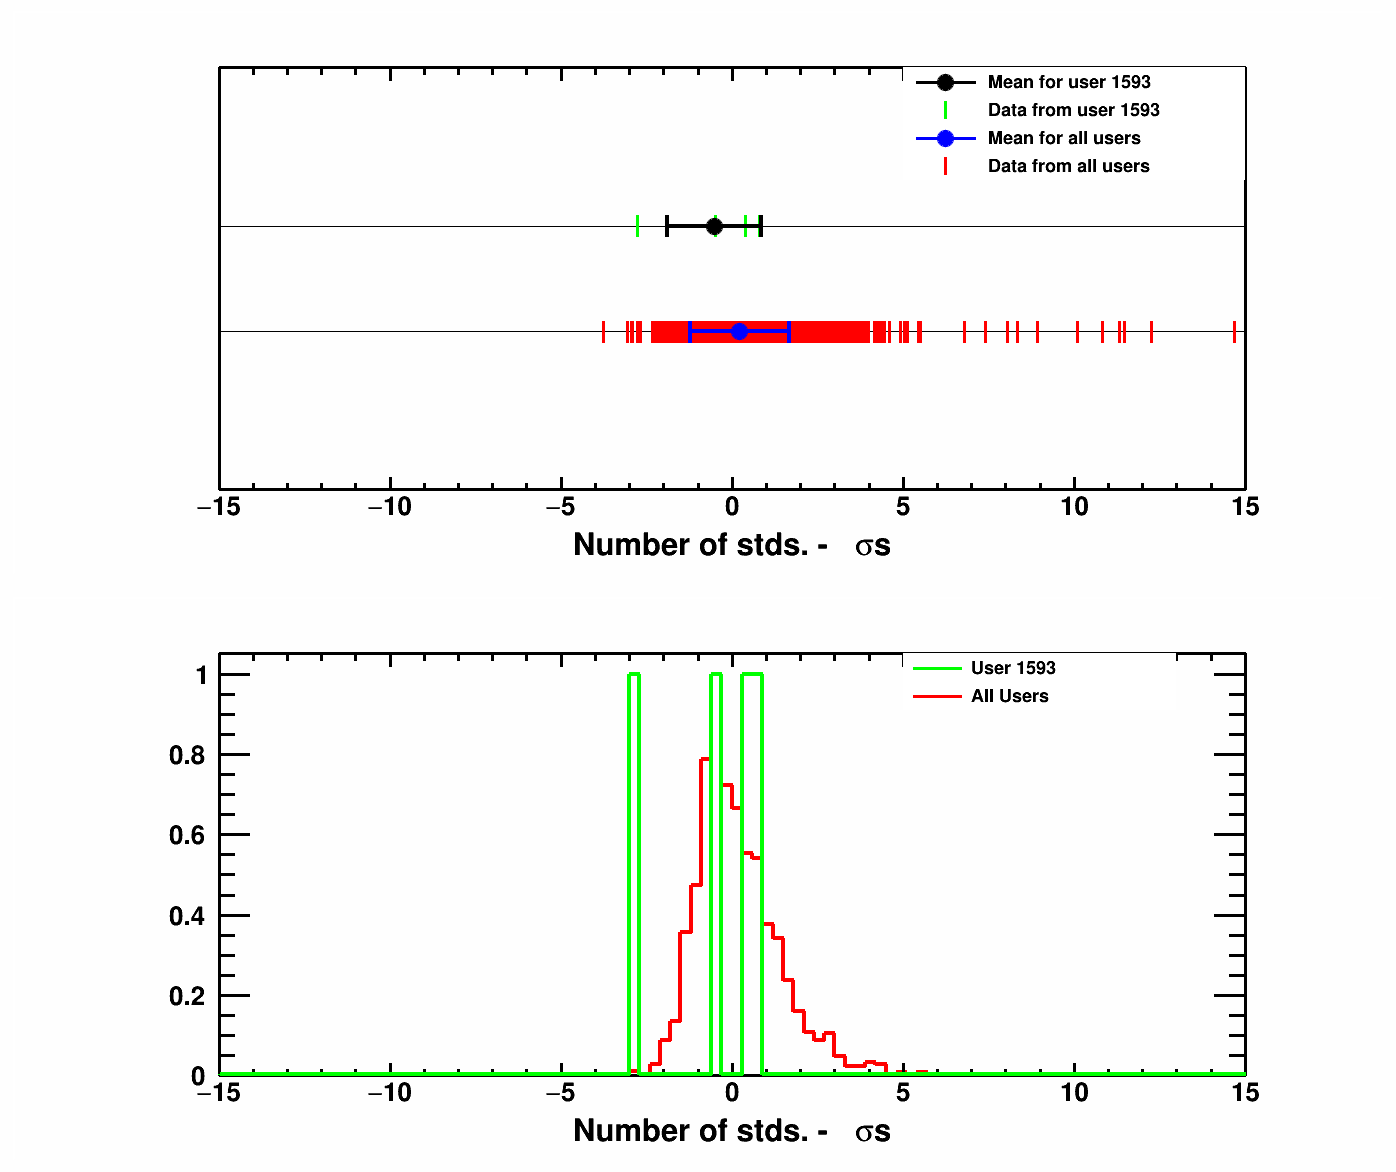 Mean for user 1593
Data from user 1593
Mean for all users
Data from all users
−15 −10 −5 0 5 10 15
Number of stds. - σs
User 1593
All Users
1
0.8
0.6
0.4
0.2
0
−15 −10 −5 0 5 10 15
Number of stds. - σs